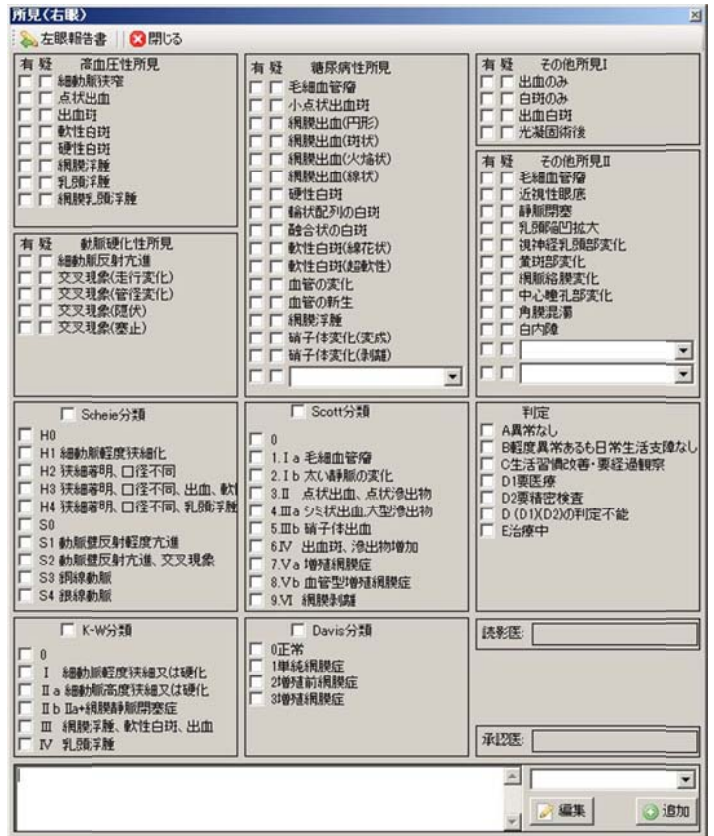 所見(右眼)
左眼報告書
閉じる
有 疑 高血圧性所見
細動脈狭窄
点状出血
出血斑
軟性白斑
硬性白斑
網膜浮腫
乳頭浮腫
網膜乳頭浮腫
有 疑 動脈硬化性所見
細動脈反射亢進
交叉現象(走行変化)
交叉現象(管径変化)
交叉現象(隠伏)
交叉現象(塞止)
有 疑 糖尿病性所見
毛細血管瘤
小点状出血斑
網膜出血(円形)
網膜出血(斑状)
網膜出血(火焔状)
網膜出血(線状)
硬性白斑
輪状配列の白斑
融合状の白斑
軟性白斑(綿花状)
軟性白斑(超軟性)
血管の変化
血管の新生
網膜浮腫
硝子体変化(変成)
硝子体変化(剥離)
有 疑 その他所見I
出血のみ
白斑のみ
出血白斑
光凝固術後
有 疑 その他所見II
毛細血管瘤
近視性眼底
静脈閉塞
乳頭陥凹拡大
視神経乳頭部変化
黄斑部変化
網脈絡膜変化
中心瞳孔部変化
角膜混濁
白内障
Scheie分類
H0
H1 細動脈軽度狭細化
H2 狭細著明、口径不同
H3 狭細著明、口径不同、出血、軟
H4 狭細著明、口径不同、乳頭浮腫
S0
S1 動脈壁反射軽度亢進
S2 動脈壁反射亢進、交叉現象
S3 銅線動脈
S4 銀線動脈
Scott分類
0
1.Ⅰa 毛細血管瘤
2.Ⅰb 太い静脈の変化
3.Ⅱ 点状出血、点状滲出物
4.Ⅲa シミ状出血,大型滲出物
5.Ⅲb 硝子体出血
6.Ⅳ 出血斑、滲出物増加
7.Ⅴa 増殖網膜症
8.Ⅴb 血管型増殖網膜症
9.Ⅵ 網膜剥離
判定
A異常なし
B軽度異常あるも日常生活支障なし
C生活習慣改善・要経過観察
D1要医療
D2要精密検査
D (D1)(D2)の判定不能
E治療中
K-W分類
0
Ⅰ 細動脈軽度狭細又は硬化
Ⅱa 細動脈高度狭細又は硬化
Ⅱb Ⅱa+網膜静脈閉塞症
Ⅲ 網膜浮腫、軟性白斑、出血
Ⅳ 乳頭浮腫
Davis分類
0正常
1単純網膜症
2増殖前網膜症
3増殖網膜症
読影医:
承認医:
編集
追加